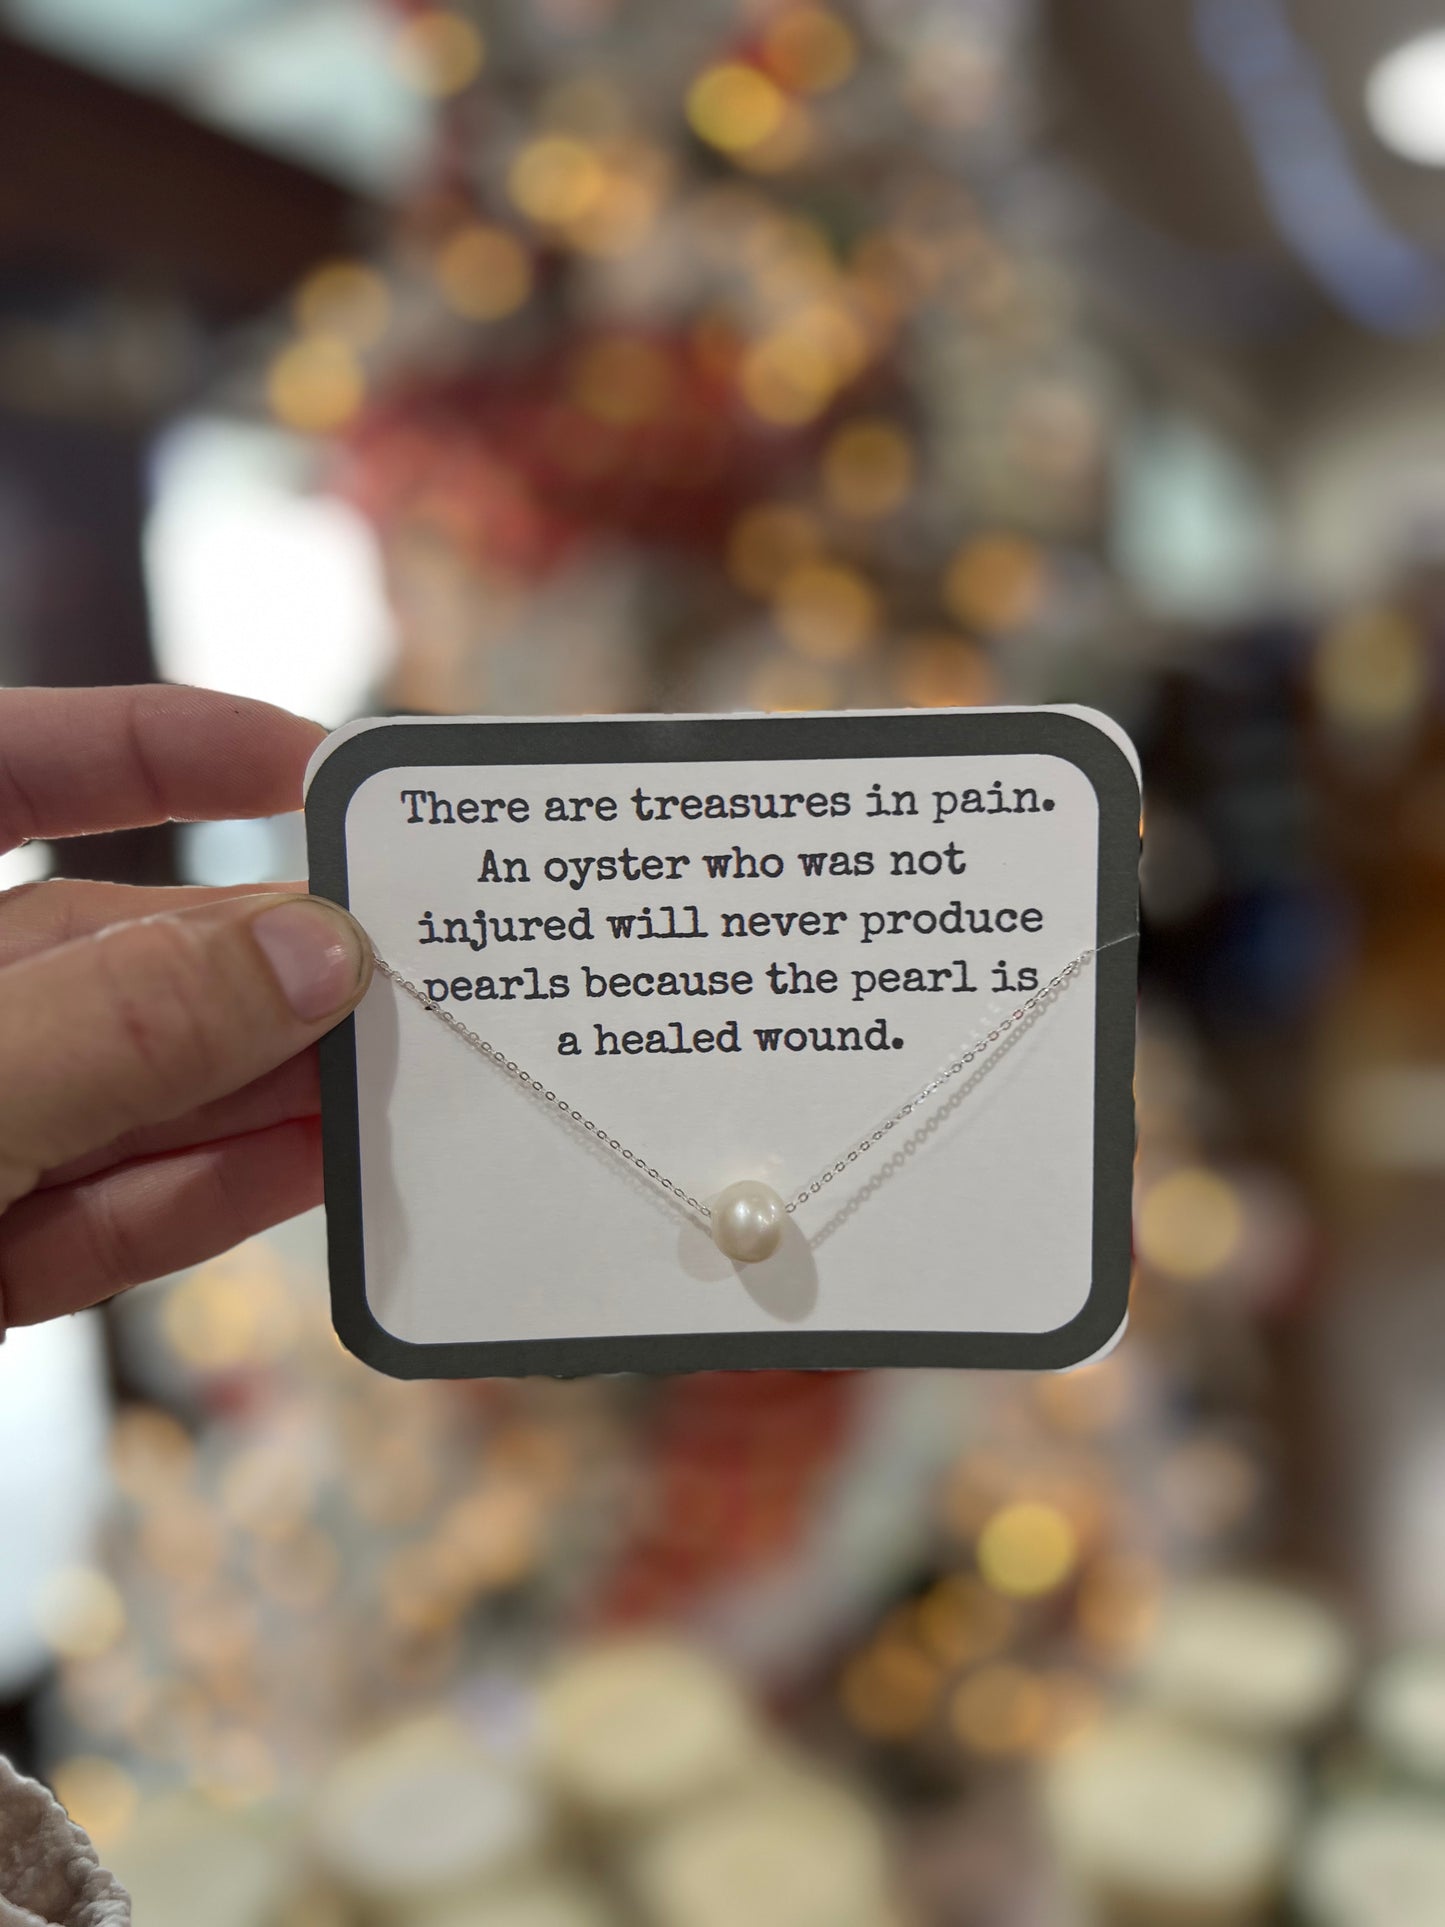 There are treasures in pain.
An oyster who was not
injured will never produce
pearls because the pearl is
a healed wound.